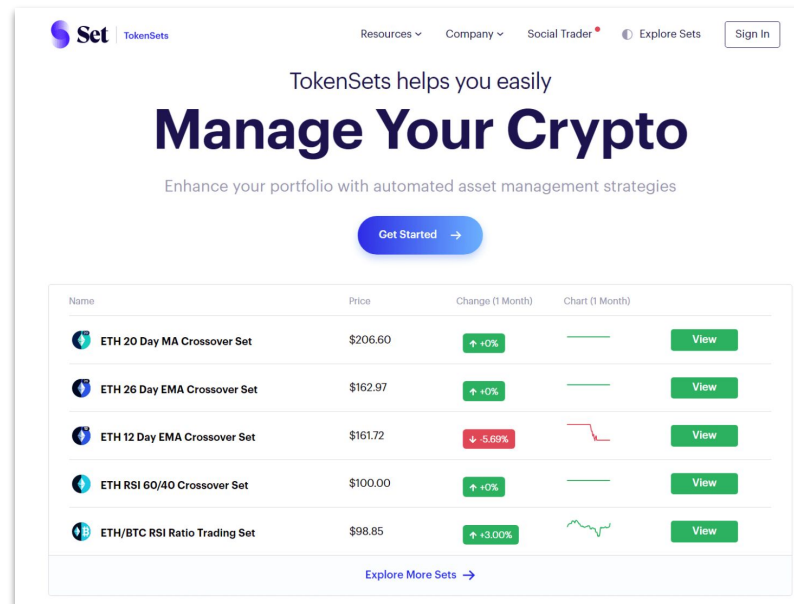 Set TokenSets Resources Company Social Trader Explore Sets Sign In
TokenSets helps you easily
Manage Your Crypto
Enhance your portfolio with automated asset management strategies
Get Started →
Name Price Change (1 Month) Chart (1 Month)
ETH 20 Day MA Crossover Set $206.60 ↑ +0% View
ETH 26 Day EMA Crossover Set $162.97 ↑ +0% View
ETH 12 Day EMA Crossover Set $161.72 ↓ -5.69% View
ETH RSI 60/40 Crossover Set $100.00 ↑ +0% View
ETH/BTC RSI Ratio Trading Set $98.85 ↑ +3.00% View
Explore More Sets →